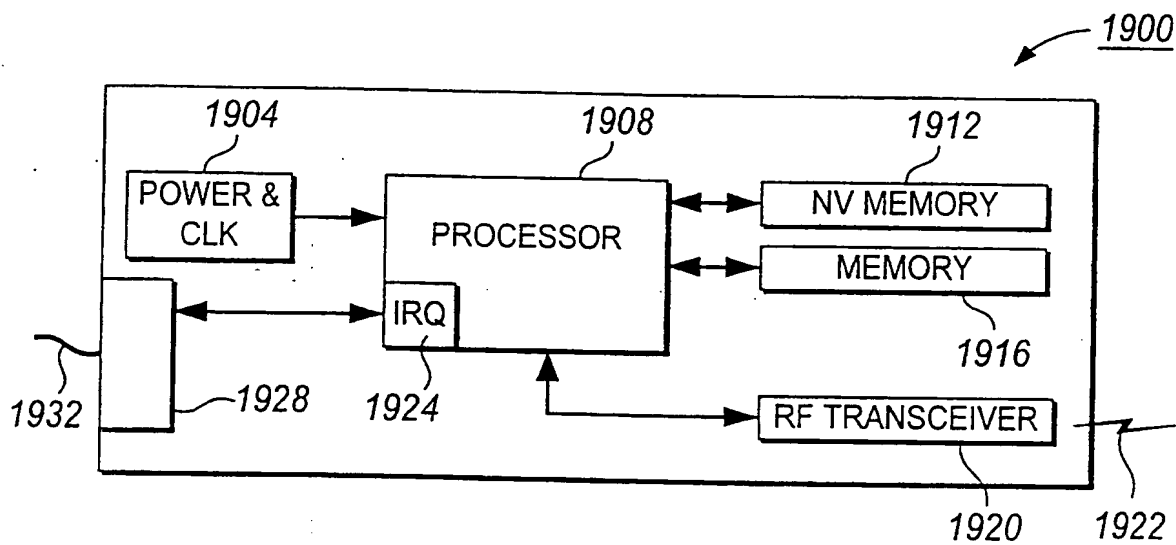 1900
1904
1908
1912
POWER &
CLK
PROCESSOR
NV MEMORY
MEMORY
IRQ
1916
1932
1928
1924
RF TRANSCEIVER
1920
1922